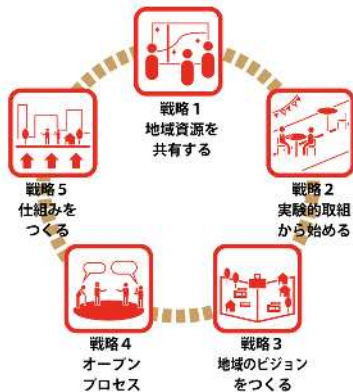 戦略1
地域資源を
共有する
戦略2
実験的取組
から始める
戦略3
地域のビジョン
をつくる
戦略4
オープン
プロセス
戦略5
仕組みを
つくる